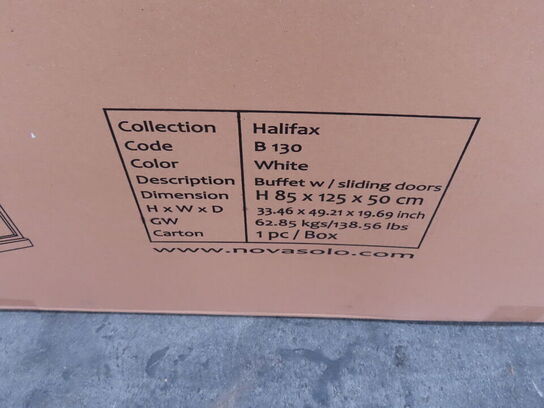 Collection Halifax
Code B 130
Color White
Description Buffet w / sliding doors
Dimension H 85 x 125 x 50 cm
H x W x D 33.46 x 49.21 x 19.69 inch
GW 62.85 kgs/138.56 lbs
Carton 1 pc / Box
www.novasolo.com